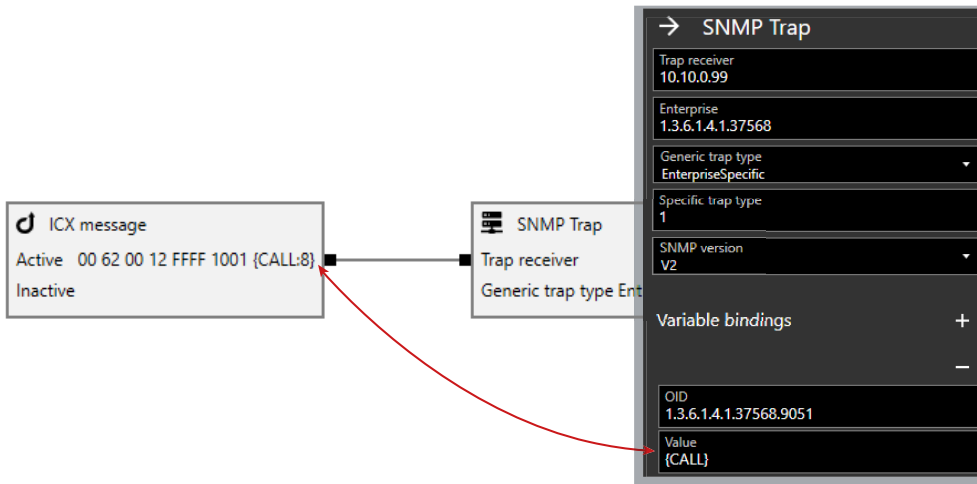 ICX message
Active 00 62 00 12 FFFF 1001 {CALL:8}
Inactive
SNMP Trap
Trap receiver
Generic trap type Ent
SNMP Trap
Trap receiver
10.10.0.99
Enterprise
1.3.6.1.4.1.37568
Generic trap type
EnterpriseSpecific
Specific trap type
1
SNMP version
V2
Variable bindings
OID
1.3.6.1.4.1.37568.9051
Value
{CALL}